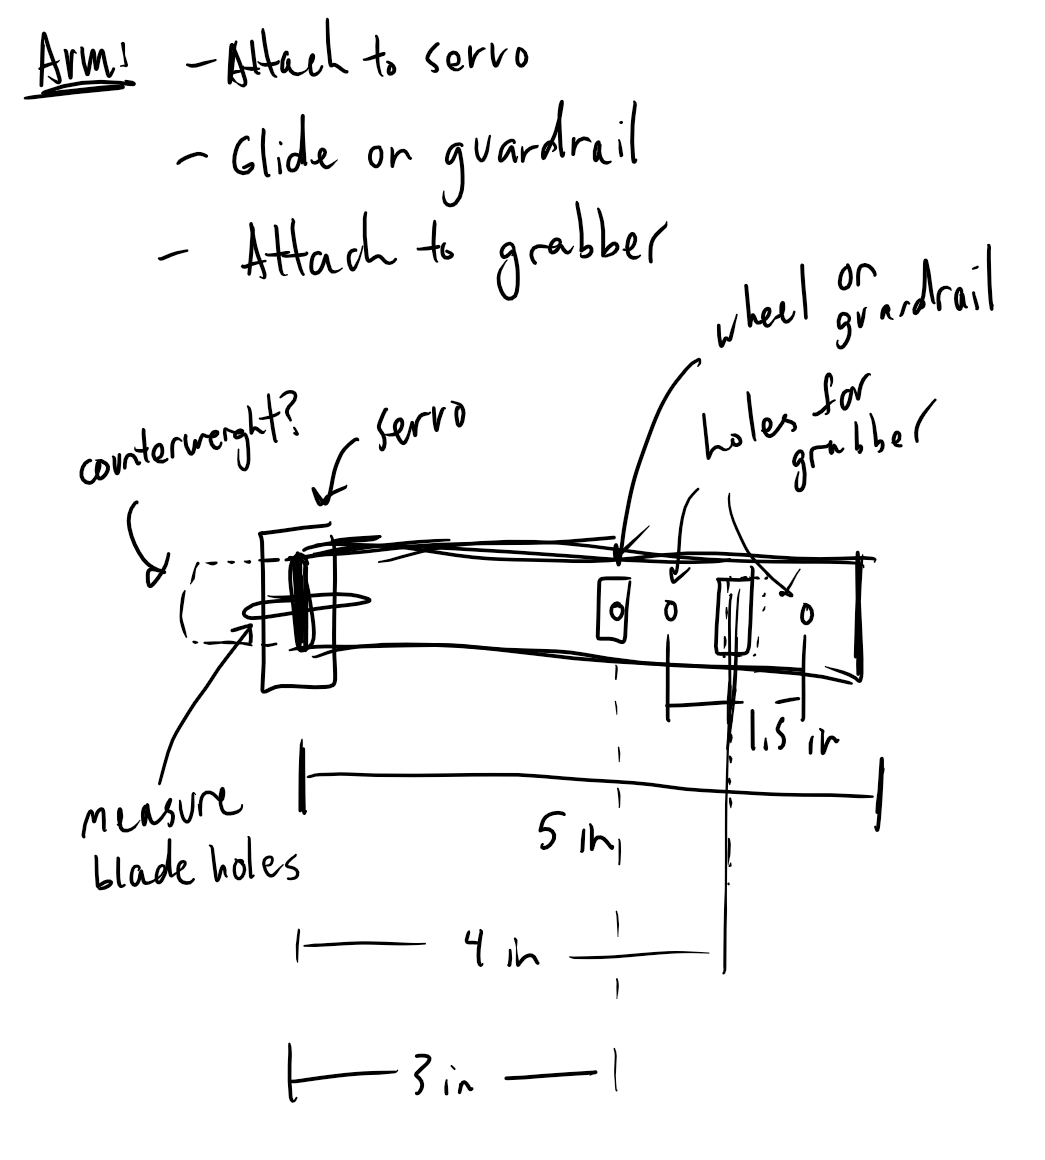 Arm: - Attach to servo
- Glide on guardrail
- Attach to grabber
wheel on
guardrail
holes for
grabber
servo
counterweight?
1.5 in
measure
blade holes
5 in
4 in
3 in